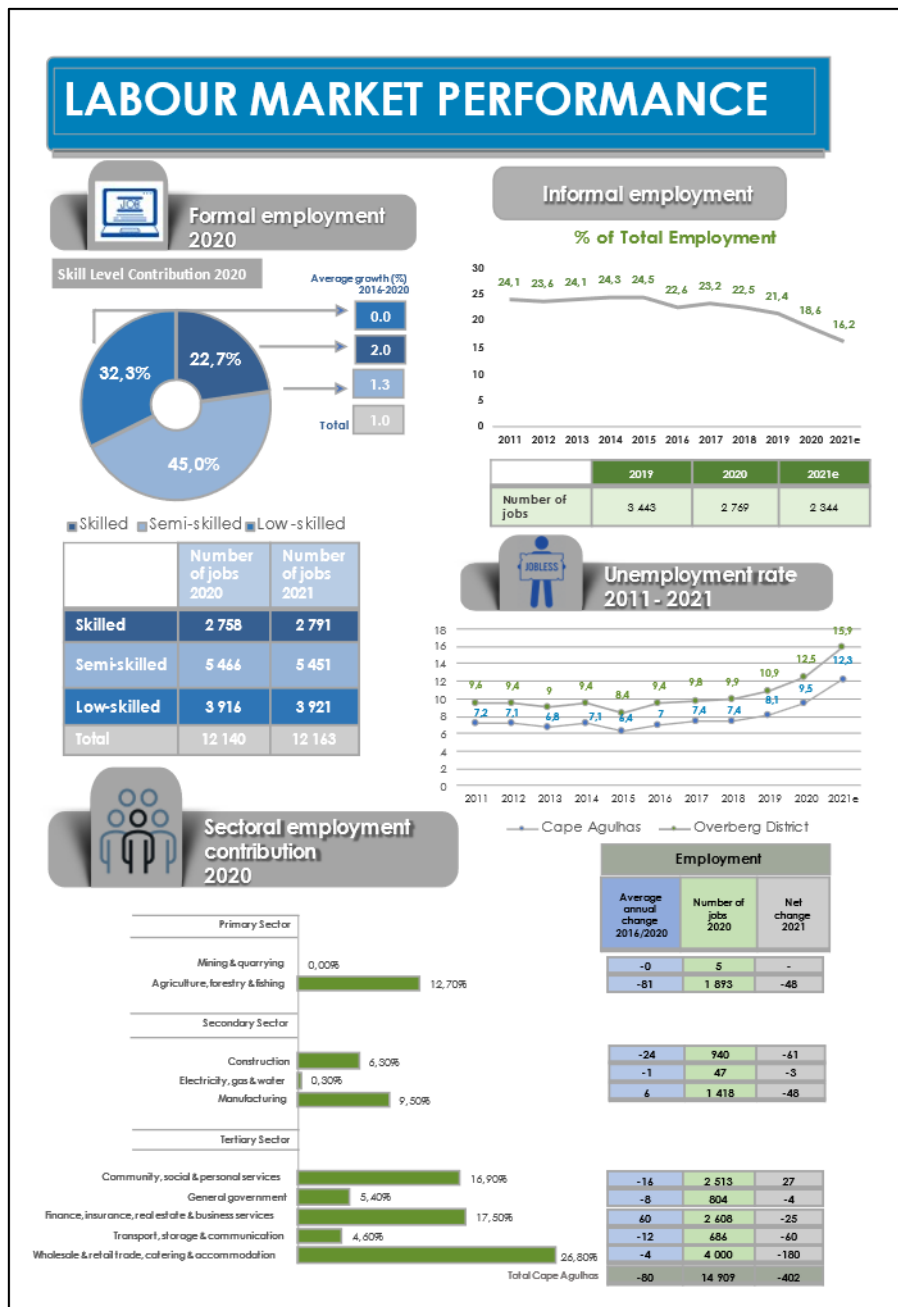 LABOUR MARKET PERFORMANCE
JOB
Formal employment
2020
Skill Level Contribution 2020
Average growth (%)
2016-2020
0.0
2.0
1.3
Total 1.0
32,3%
22,7%
45,0%
Skilled Semi-skilled Low-skilled
Number of jobs 2020 Number of jobs 2021
Skilled 2 758 2 791
Semi-skilled 5 466 5 451
Low-skilled 3 916 3 921
Total 12 140 12 163
Informal employment
% of Total Employment
30
25
20
15
10
5
0
24,1 23,6 24,1 24,3 24,5 22,6 23,2 22,5 21,4 18,6 16,2
2011 2012 2013 2014 2015 2016 2017 2018 2019 2020 2021e
2019 2020 2021e
Number of jobs 3 443 2 769 2 344
JOBLESS
Unemployment rate
2011 - 2021
18
16
14
12
10
8
6
4
2
0
9,6 9,4 9 9,4 8,4 9,4 9,8 9,9 10,9 12,5 15,9
7,2 7,1 6,8 7,1 6,4 7 7,4 7,4 8,1 9,5 12,3
2011 2012 2013 2014 2015 2016 2017 2018 2019 2020 2021e
Cape Agulhas Overberg District
Sectoral employment
contribution
2020
Employment
Average annual change 2016/2020 Number of jobs 2020 Net change 2021
Primary Sector
Mining & quarrying 0,00% -0 5 -
Agriculture, forestry & fishing 12,70% -81 1 893 -48
Secondary Sector
Construction 6,30% -24 940 -61
Electricity, gas & water 0,30% -1 47 -3
Manufacturing 9,50% 6 1 418 -48
Tertiary Sector
Community, social & personal services 16,90% -16 2 513 27
General government 5,40% -8 804 -4
Finance, insurance, real estate & business services 17,50% 60 2 608 -25
Transport, storage & communication 4,60% -12 686 -60
Wholesale & retail trade, catering & accommodation 26,80% -4 4 000 -180
Total Cape Agulhas -80 14 909 -402